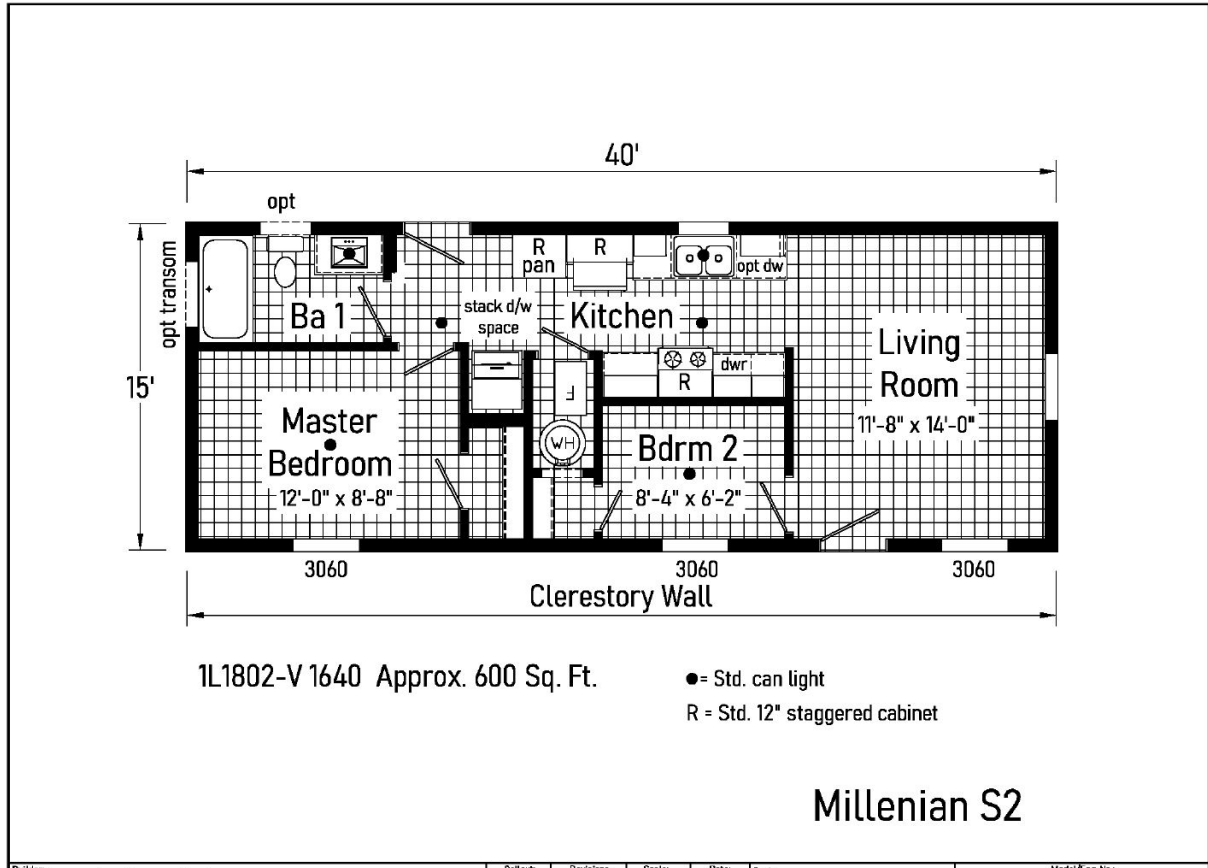 40'
opt
opt transom
15'
R
pan
R
opt dw
Ba 1
stack d/w
space
Kitchen
Living
Room
11'-8" x 14'-0"
dwr
R
F
WH
Master
Bedroom
12'-0" x 8'-8"
Bdrm 2
8'-4" x 6'-2"
3060
3060
3060
Clerestory Wall
1L1802-V 1640 Approx. 600 Sq. Ft.
●= Std. can light
R = Std. 12" staggered cabinet
Millenian S2